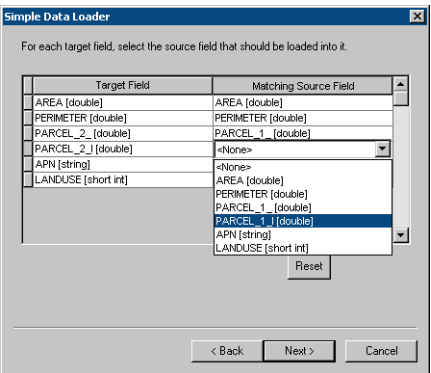 Simple Data Loader
For each target field, select the source field that should be loaded into it.
Target Field Matching Source Field
AREA [double] AREA [double]
PERIMETER [double] PERIMETER [double]
PARCEL_2_ [double] PARCEL_1_ [double]
PARCEL_2_I [double] <None>
APN [string] <None>
LANDUSE [short int] AREA [double]
PERIMETER [double]
PARCEL_1_ [double]
PARCEL_1_I [double]
APN [string]
LANDUSE [short int]
Reset
< Back Next > Cancel